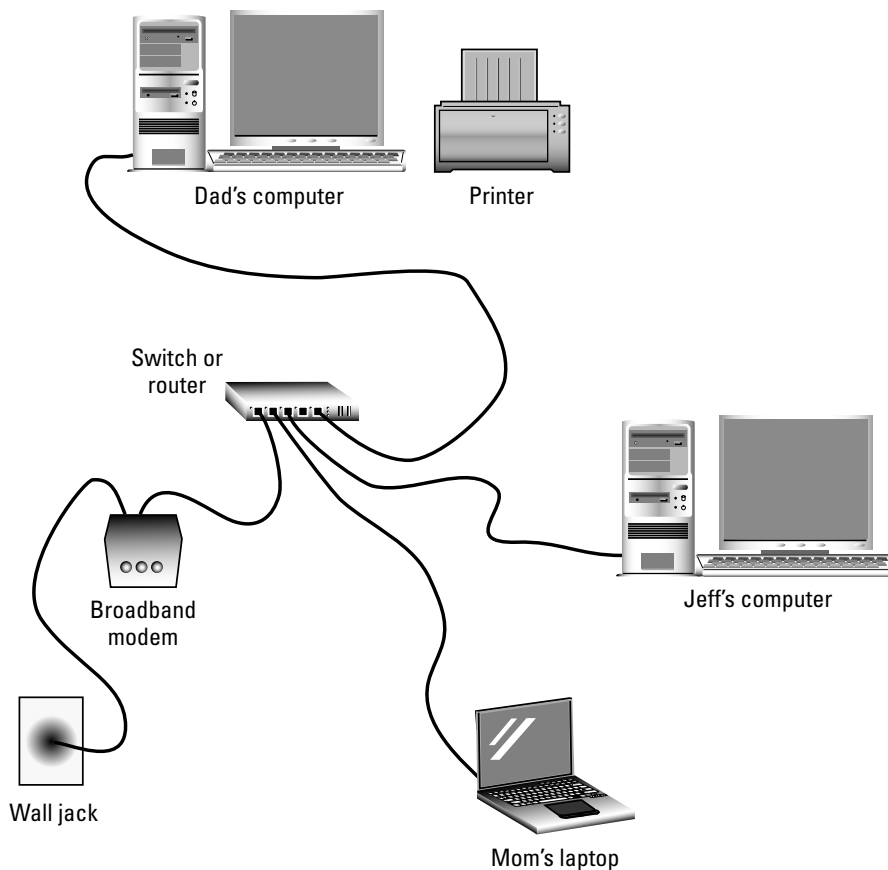 Dad's computer
Printer
Switch or
router
Broadband
modem
Jeff's computer
Wall jack
Mom's laptop